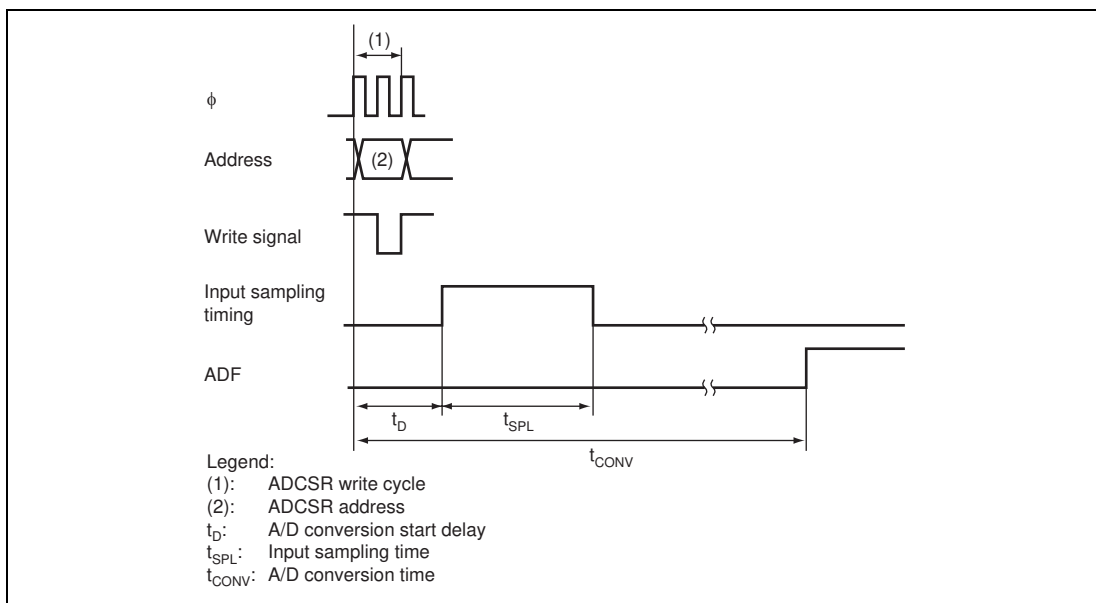 (1)
ϕ
Address
(2)
Write signal
Input sampling
timing
ADF
tD
tSPL
tCONV
Legend:
(1): ADCSR write cycle
(2): ADCSR address
tD: A/D conversion start delay
tSPL: Input sampling time
tCONV: A/D conversion time